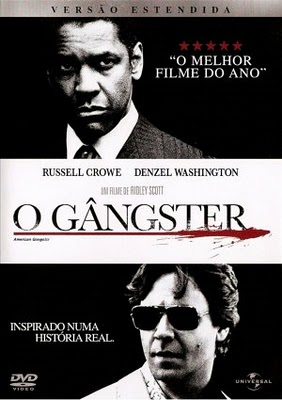 VERSÃO ESTENDIDA
"O MELHOR
FILME DO ANO"
RUSSELL CROWE DENZEL WASHINGTON
UM FILME DE RIDLEY SCOTT
O GÂNGSTER
American Gangster
INSPIRADO NUMA
HISTÓRIA REAL.
DVD
VIDEO
UNIVERSAL